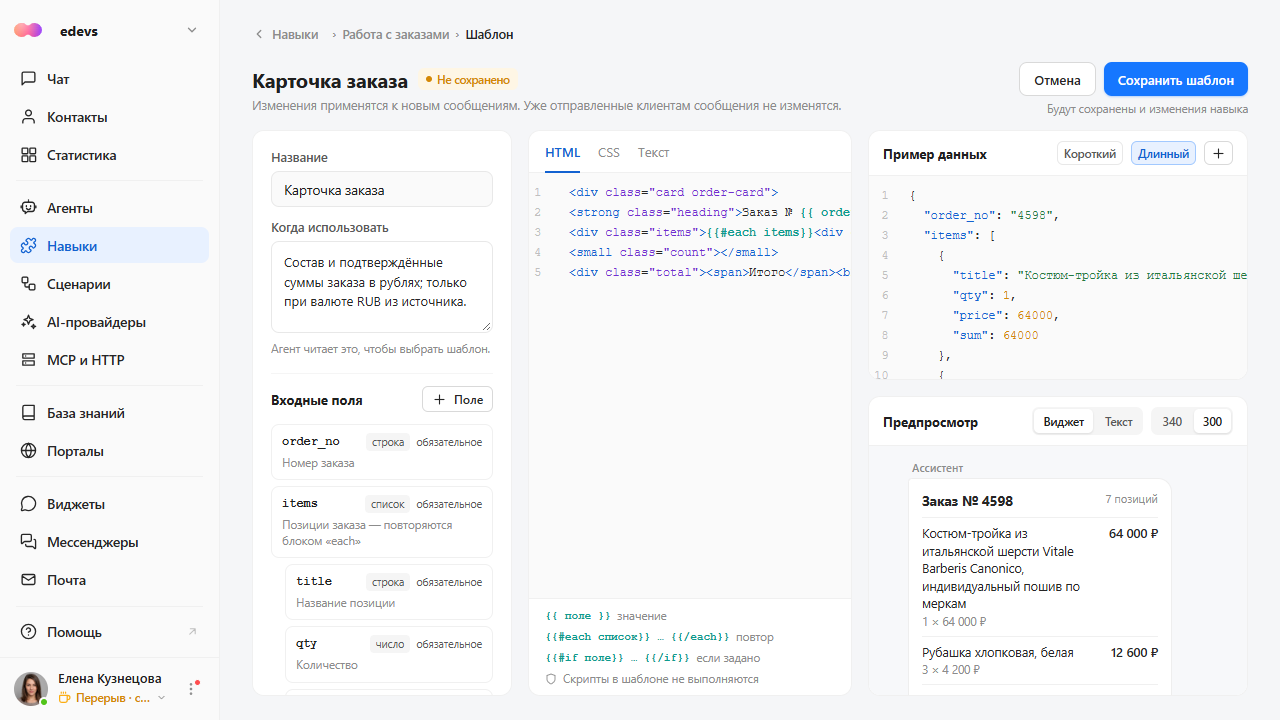 edevs
Чат
Контакты
Статистика
Агенты
Навыки
Сценарии
AI-провайдеры
MCP и HTTP
База знаний
Порталы
Виджеты
Мессенджеры
Почта
Помощь
Елена Кузнецова
Перерыв · с...
Навыки › Работа с заказами › Шаблон
Карточка заказа
Не сохранено
Изменения применятся к новым сообщениям. Уже отправленные клиентам сообщения не изменятся.
Отмена
Сохранить шаблон
Будут сохранены и изменения навыка
Название
Карточка заказа
Когда использовать
Состав и подтверждённые
суммы заказа в рублях; только
при валюте RUB из источника.
Агент читает это, чтобы выбрать шаблон.
Входные поля
+ Поле
order_no строка обязательное
Номер заказа
items список обязательное
Позиции заказа — повторяются
блоком «each»
title строка обязательное
Название позиции
qty число обязательное
Количество
HTML CSS Текст
1 <div class="card order-card">
2 <strong class="heading">Заказ № {{ orde
3 <div class="items">{{#each items}}<div
4 <small class="count"></small>
5 <div class="total"><span>Итого</span><b
{{ поле }} значение
{{#each список}} … {{/each}} повтор
{{#if поле}} … {{/if}} если задано
Скрипты в шаблоне не выполняются
Пример данных
Короткий Длинный +
1 {
2 "order_no": "4598",
3 "items": [
4 {
5 "title": "Костюм-тройка из итальянской ше
6 "qty": 1,
7 "price": 64000,
8 "sum": 64000
9 },
10 {
Предпросмотр
Виджет Текст 340 300
Ассистент
Заказ № 4598 7 позиций
Костюм-тройка из 64 000 ₽
итальянской шерсти Vitale
Barberis Canonico,
индивидуальный пошив по
меркам
1 × 64 000 ₽
Рубашка хлопковая, белая 12 600 ₽
3 × 4 200 ₽